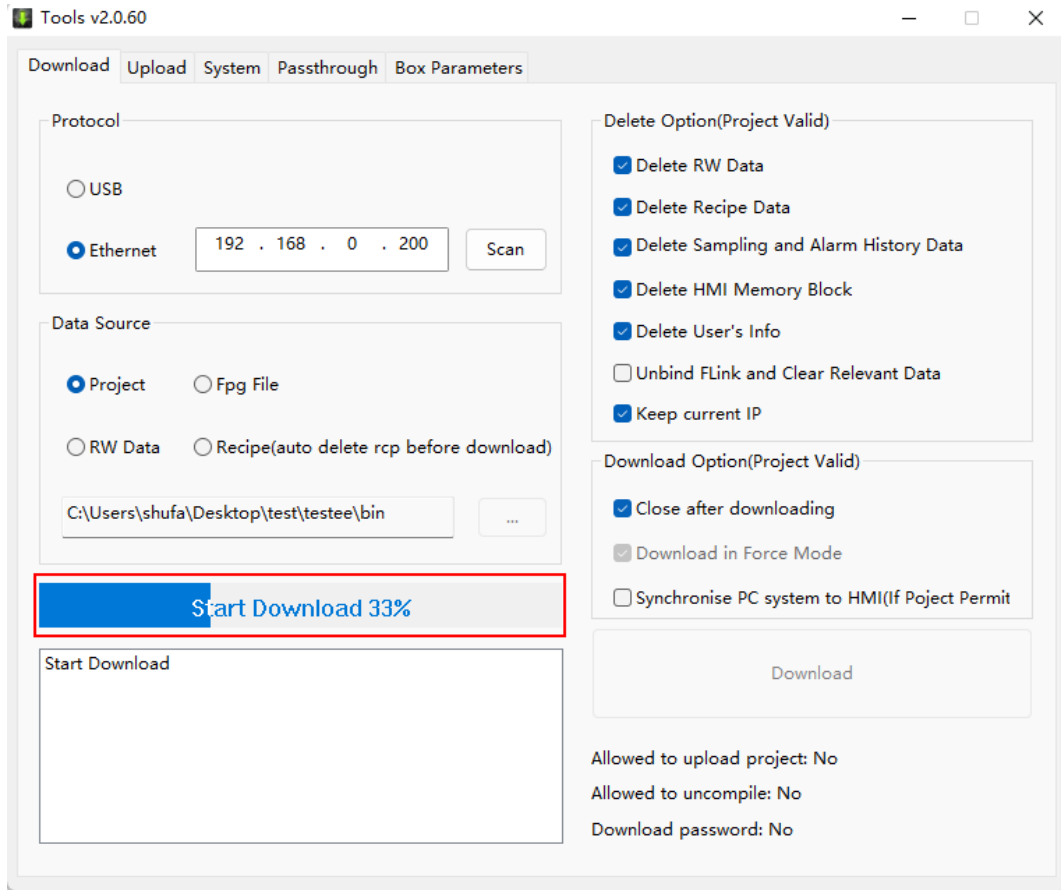 Tools v2.0.60
Download Upload System Passthrough Box Parameters
Protocol
USB
Ethernet 192 . 168 . 0 . 200 Scan
Data Source
Project Fpg File
RW Data Recipe(auto delete rcp before download)
C:\Users\shufa\Desktop\test\testee\bin ...
Start Download 33%
Start Download
Delete Option(Project Valid)
Delete RW Data
Delete Recipe Data
Delete Sampling and Alarm History Data
Delete HMI Memory Block
Delete User's Info
Unbind FLink and Clear Relevant Data
Keep current IP
Download Option(Project Valid)
Close after downloading
Download in Force Mode
Synchronise PC system to HMI(If Poject Permit
Download
Allowed to upload project: No
Allowed to uncompile: No
Download password: No